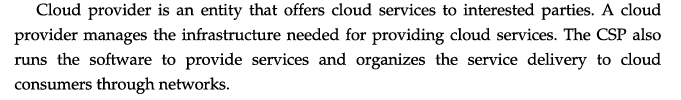 Cloud provider is an entity that offers cloud services to interested parties. A cloud
provider manages the infrastructure needed for providing cloud services. The CSP also
runs the software to provide services and organizes the service delivery to cloud
consumers through networks.